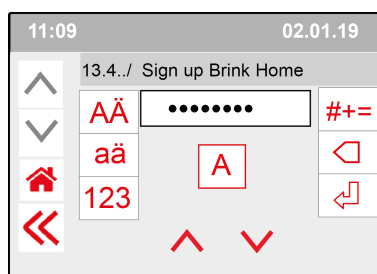 11:09 02.01.19
13.4../ Sign up Brink Home
AÄ •••••••• #+=
aä A
123